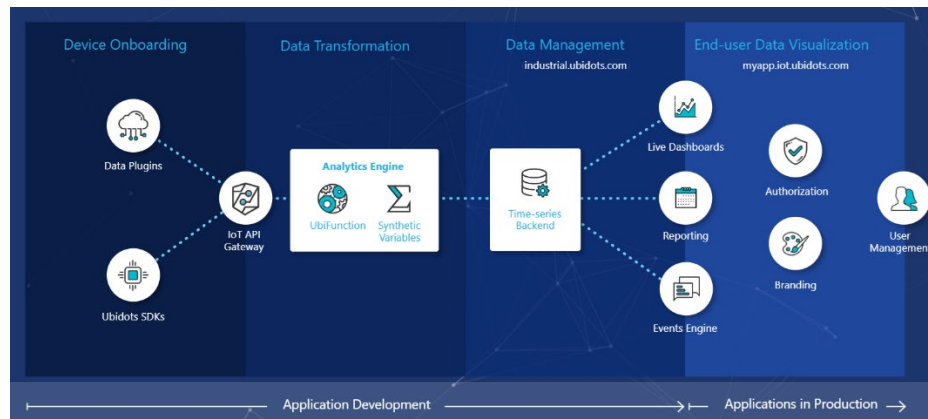 Device Onboarding
Data Transformation
Data Management
industrial.ubidots.com
End-user Data Visualization
myapp.iot.ubidots.com
Data Plugins
IoT API
Gateway
Ubidots SDKs
Analytics Engine
UbiFunction
Synthetic
Variables
Time-series
Backend
Live Dashboards
Reporting
Events Engine
Authorization
Branding
User
Management
Application Development
Applications in Production